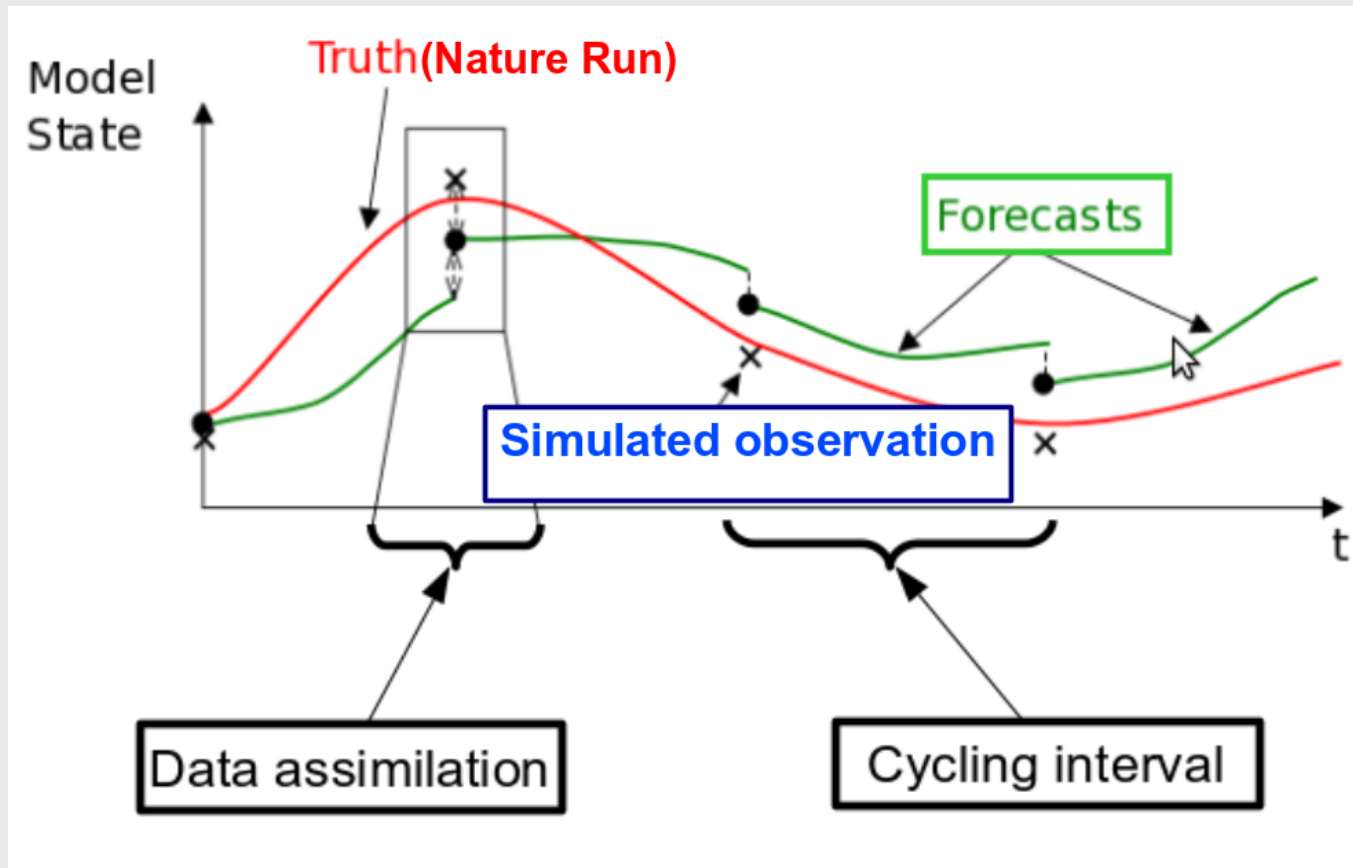 Truth(Nature Run)
Model
State
Forecasts
Simulated observation
t
Data assimilation
Cycling interval